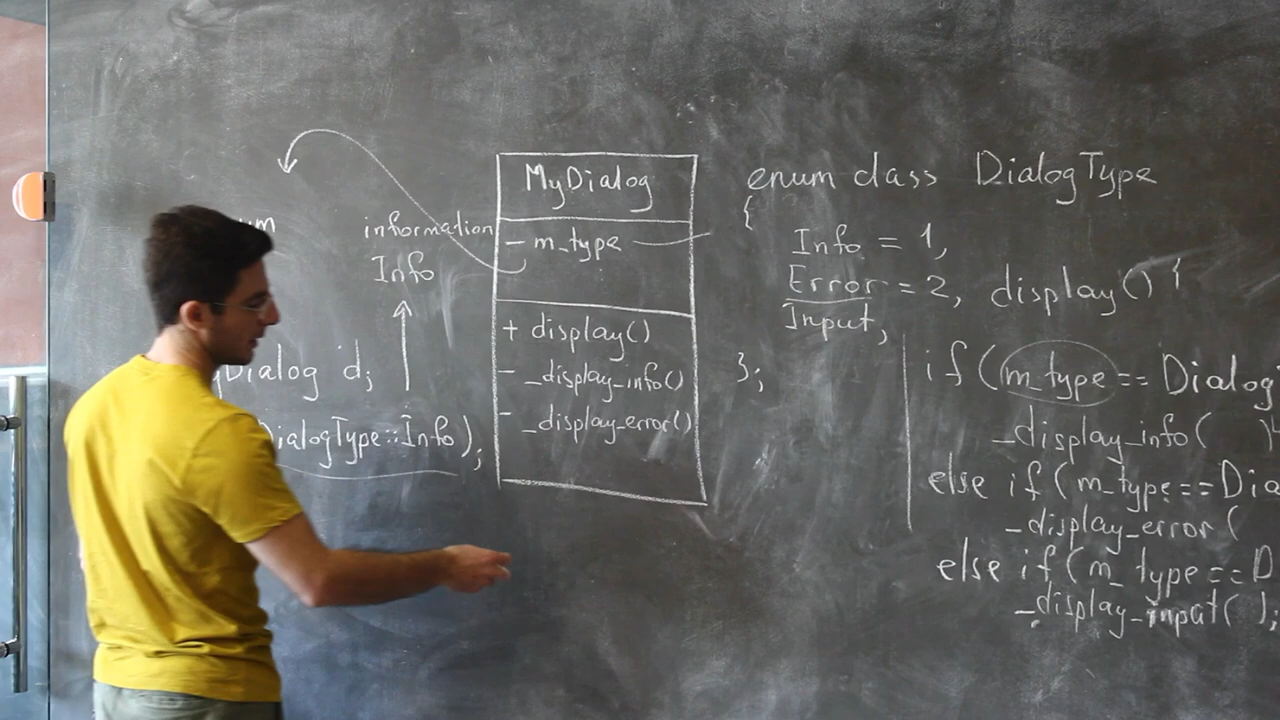 information
Info
Dialog d;
DialogType::Info);
MyDialog
- m_type
+ display()
- _display_info()
- _display_error()
enum class DialogType
{
Info = 1,
Error = 2,
Input,
};
display() {
if (m_type == Dialog
_display_info( )
else if (m_type == Dia
_display_error (
else if (m_type == D
_display_input( );